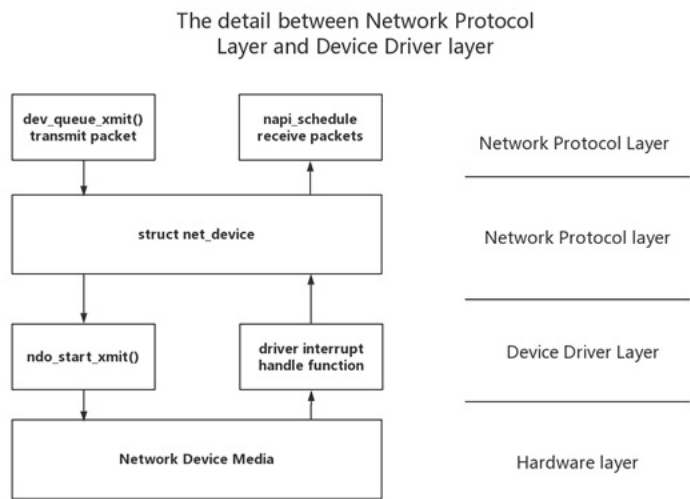 The detail between Network Protocol
Layer and Device Driver layer
dev_queue_xmit()
transmit packet
napi_schedule
receive packets
Network Protocol Layer
struct net_device
Network Protocol layer
ndo_start_xmit()
driver interrupt
handle function
Device Driver Layer
Network Device Media
Hardware layer